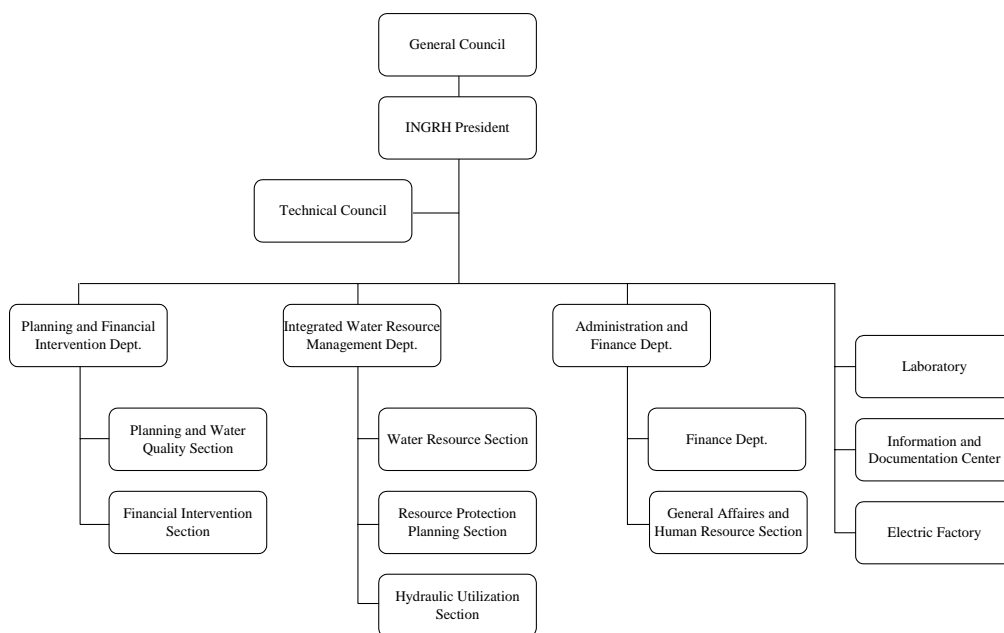 General Council
INGRH President
Technical Council
Planning and Financial
Intervention Dept.
Integrated Water Resource
Management Dept.
Administration and
Finance Dept.
Laboratory
Planning and Water
Quality Section
Water Resource Section
Finance Dept.
Information and
Documentation Center
Financial Intervention
Section
Resource Protection
Planning Section
General Affaires and
Human Resource Section
Electric Factory
Hydraulic Utilization
Section